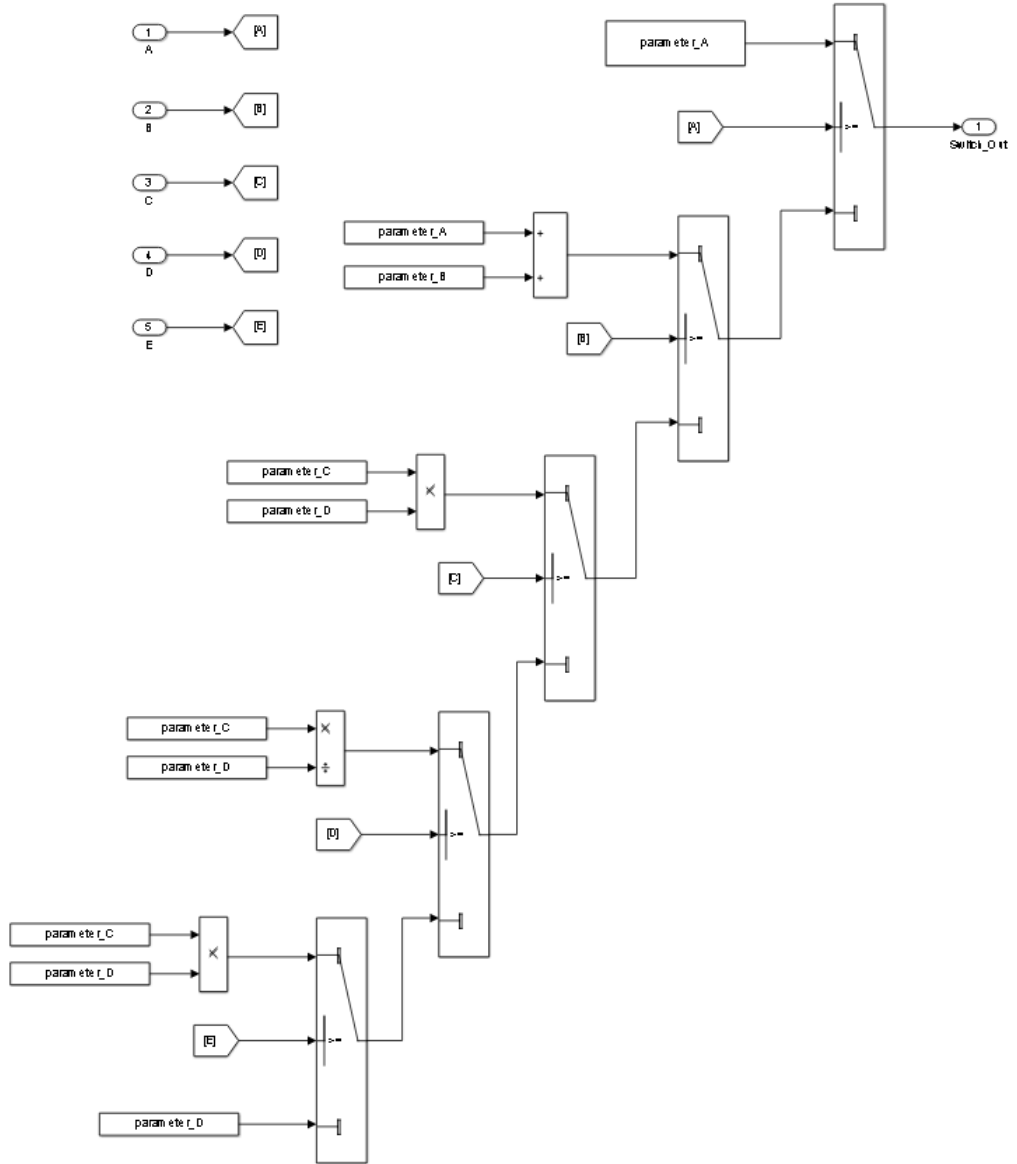 1
A
[A]
2
B
[B]
3
C
[C]
4
D
[D]
5
E
[E]
parameter_A
[A]
>=
1
Switch_Out
parameter_A
parameter_B
+
+
[B]
>=
parameter_C
parameter_D
×
[C]
>=
parameter_C
parameter_D
×
÷
[D]
>=
parameter_C
parameter_D
×
[E]
>=
parameter_D